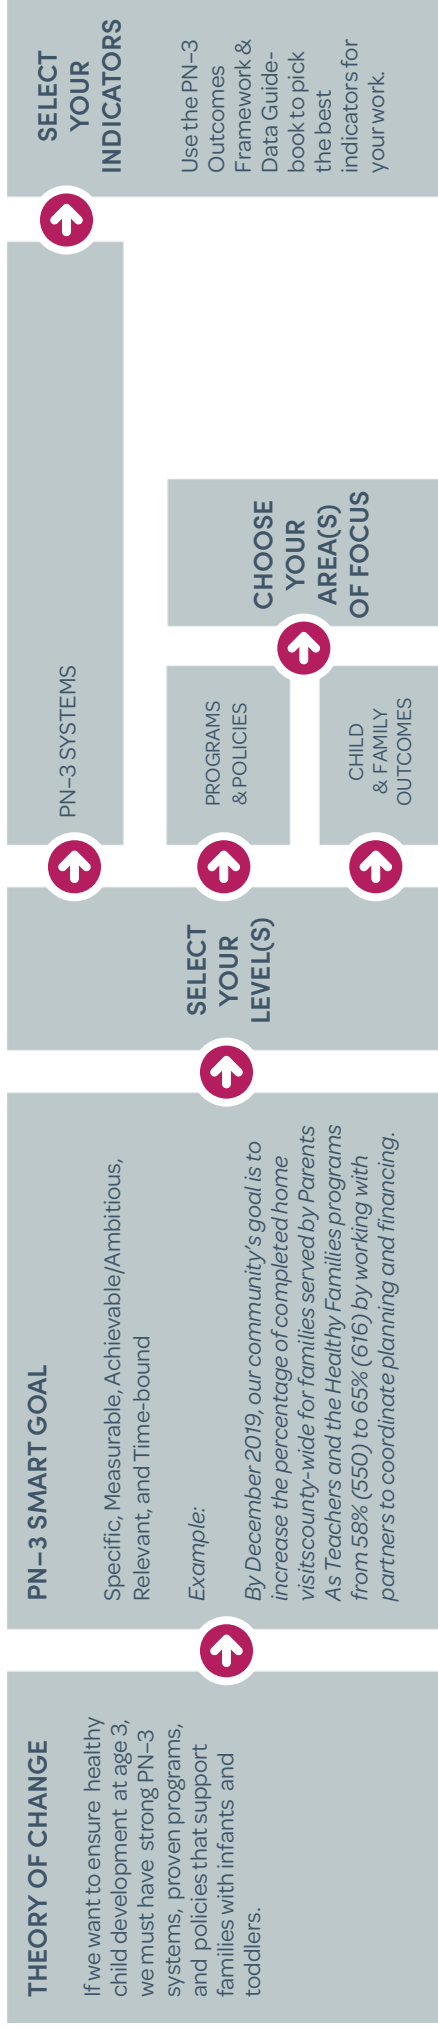 THEORY OF CHANGE
If we want to ensure healthy
child development at age 3,
we must have strong PN–3
systems, proven programs,
and policies that support
families with infants and
toddlers.
PN–3 SMART GOAL
Specific, Measurable, Achievable/Ambitious,
Relevant, and Time-bound
Example:
By December 2019, our community's goal is to
increase the percentage of completed home
visitscounty-wide for families served by Parents
As Teachers and the Healthy Families programs
from 58% (550) to 65% (616) by working with
partners to coordinate planning and financing.
SELECT
YOUR
LEVEL(S)
PN–3 SYSTEMS
PROGRAMS
& POLICIES
CHILD
& FAMILY
OUTCOMES
CHOOSE
YOUR
AREA(S)
OF FOCUS
SELECT
YOUR
INDICATORS
Use the PN–3
Outcomes
Framework &
Data Guide-
book to pick
the best
indicators for
your work.